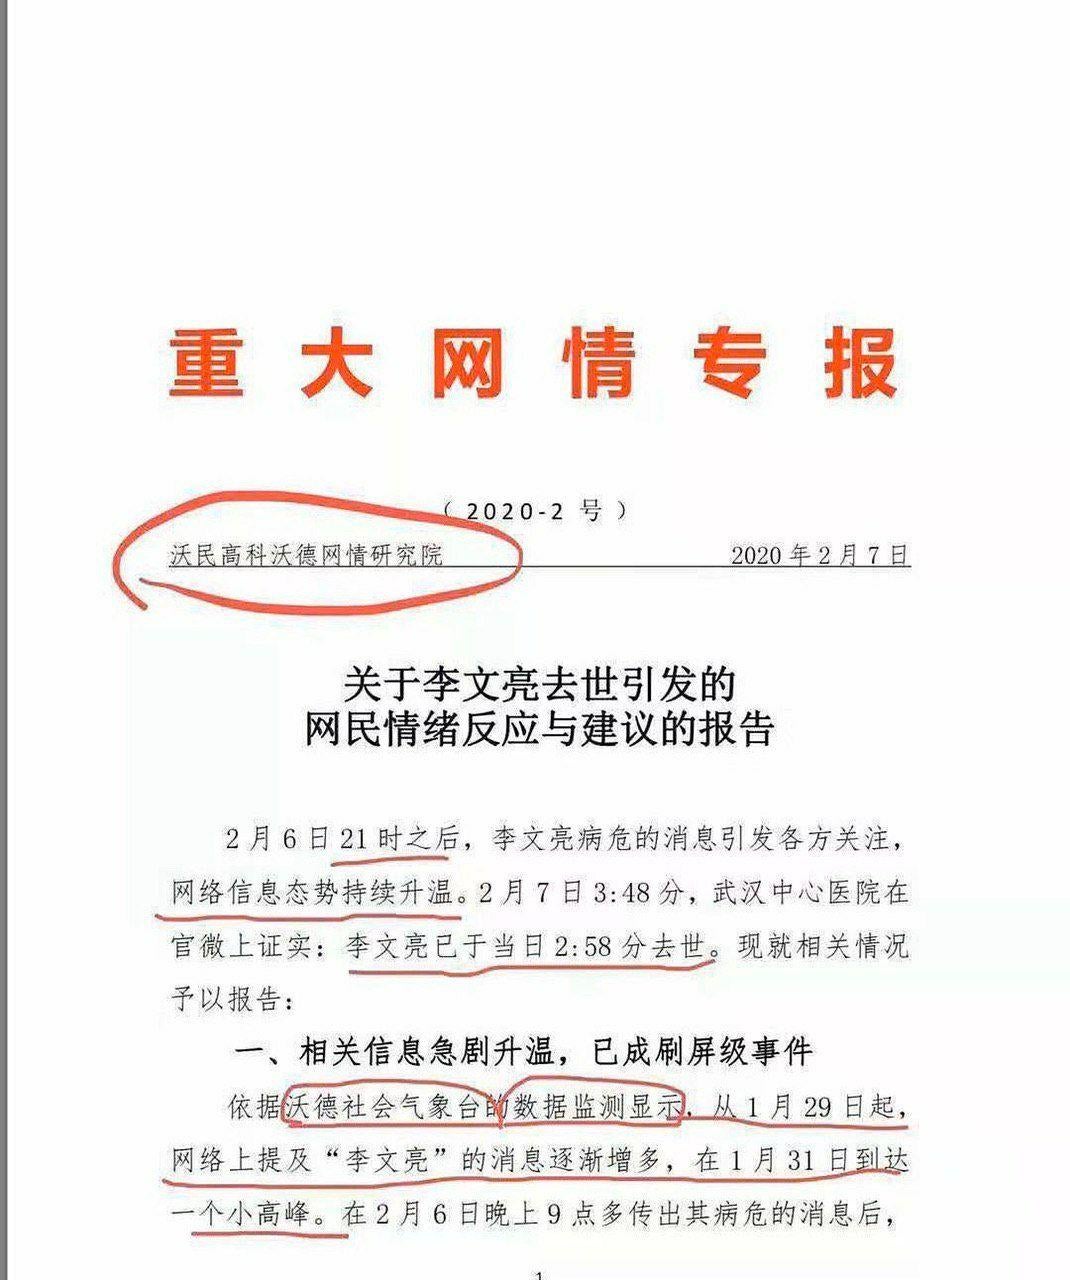 重大网情专报
（2020-2 号）
沃民高科沃德网情研究院 2020 年 2 月 7 日
关于李文亮去世引发的
网民情绪反应与建议的报告
2 月 6 日 21 时之后，李文亮病危的消息引发各方关注，
网络信息态势持续升温。2 月 7 日 3:48 分，武汉中心医院在
官微上证实：李文亮已于当日 2:58 分去世。现就相关情况
予以报告：
一、相关信息急剧升温，已成刷屏级事件
依据沃德社会气象台的数据监测显示，从 1 月 29 日起，
网络上提及“李文亮”的消息逐渐增多，在 1 月 31 日到达
一个小高峰。在 2 月 6 日晚上 9 点多传出其病危的消息后，
1